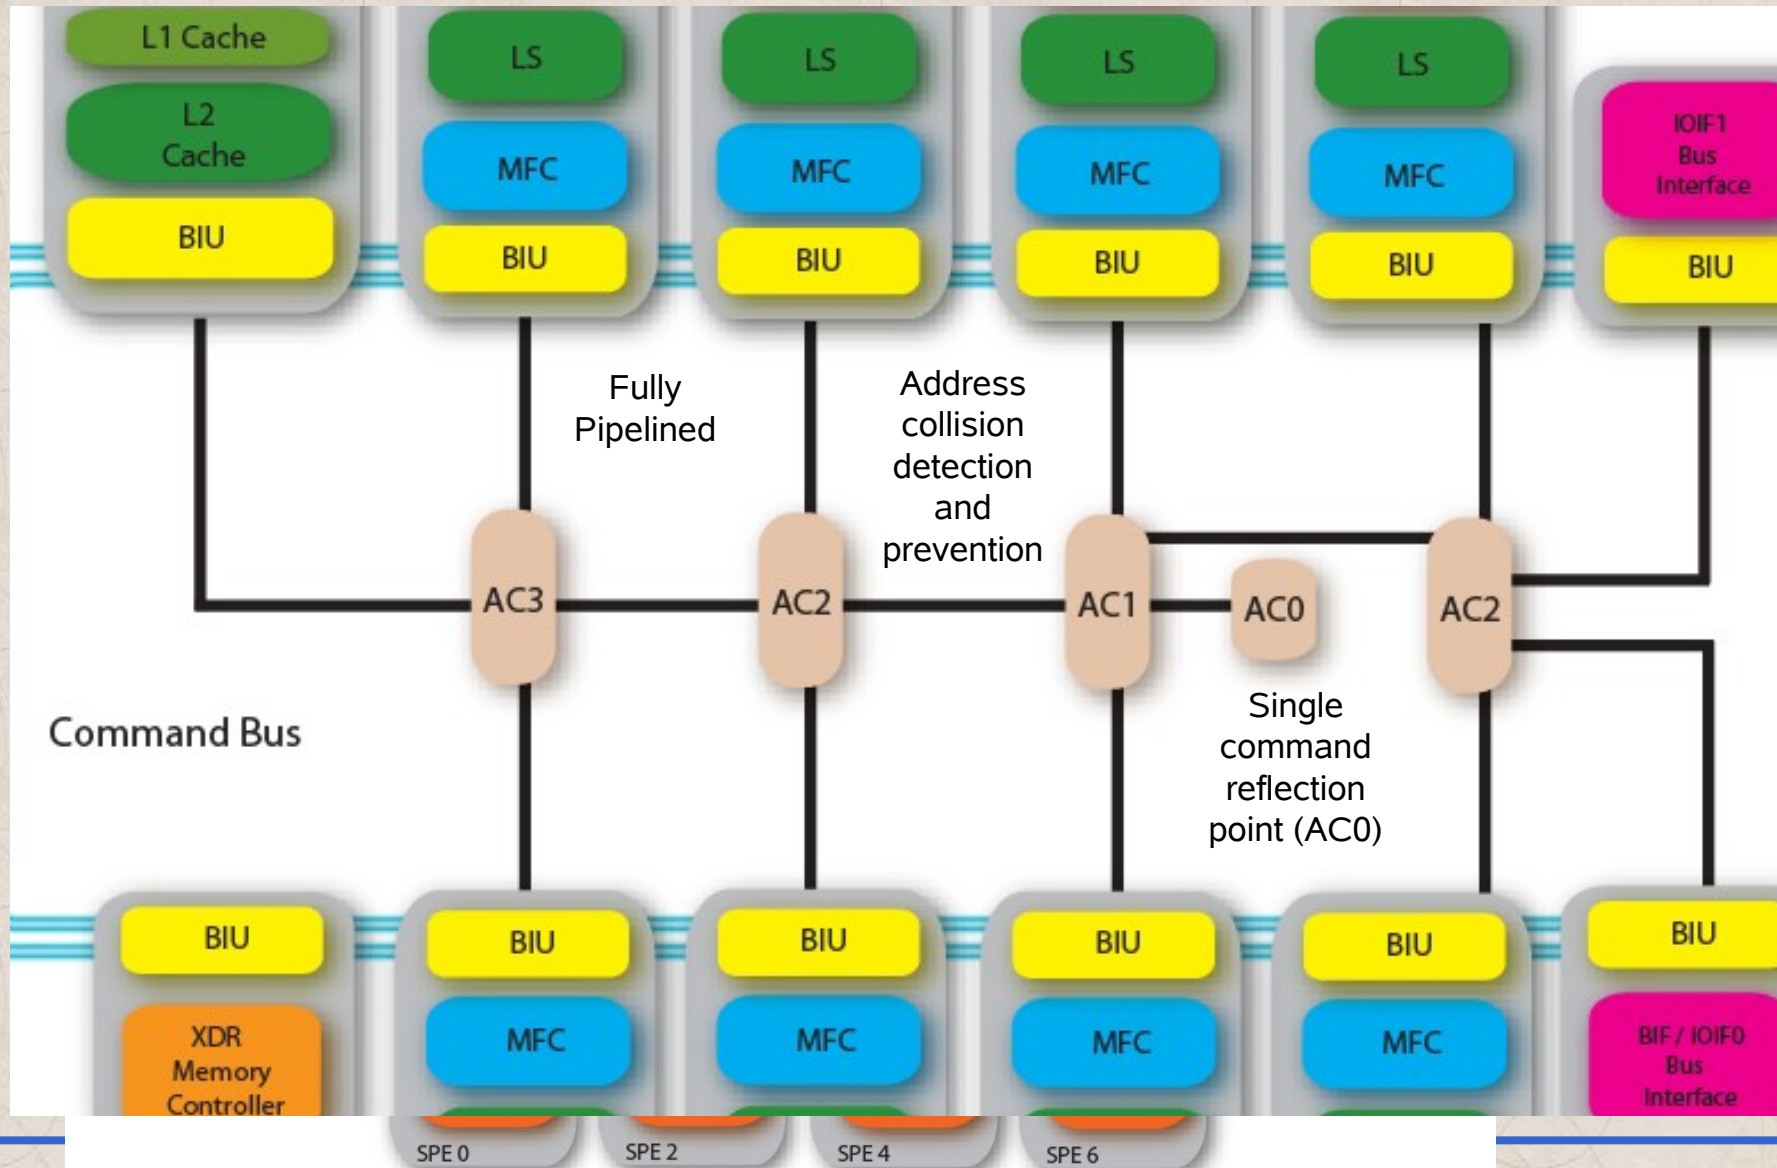 L1 Cache
L2
Cache
BIU
LS
MFC
BIU
LS
MFC
BIU
LS
MFC
BIU
LS
MFC
BIU
IOIF1
Bus
Interface
BIU
Fully
Pipelined
Address
collision
detection
and
prevention
AC3
AC2
AC1
AC0
AC2
Single
command
reflection
point (AC0)
Command Bus
BIU
XDR
Memory
Controller
BIU
MFC
BIU
MFC
BIU
MFC
BIU
MFC
BIU
BIF / IOIF0
Bus
Interface
SPE 0
SPE 2
SPE 4
SPE 6